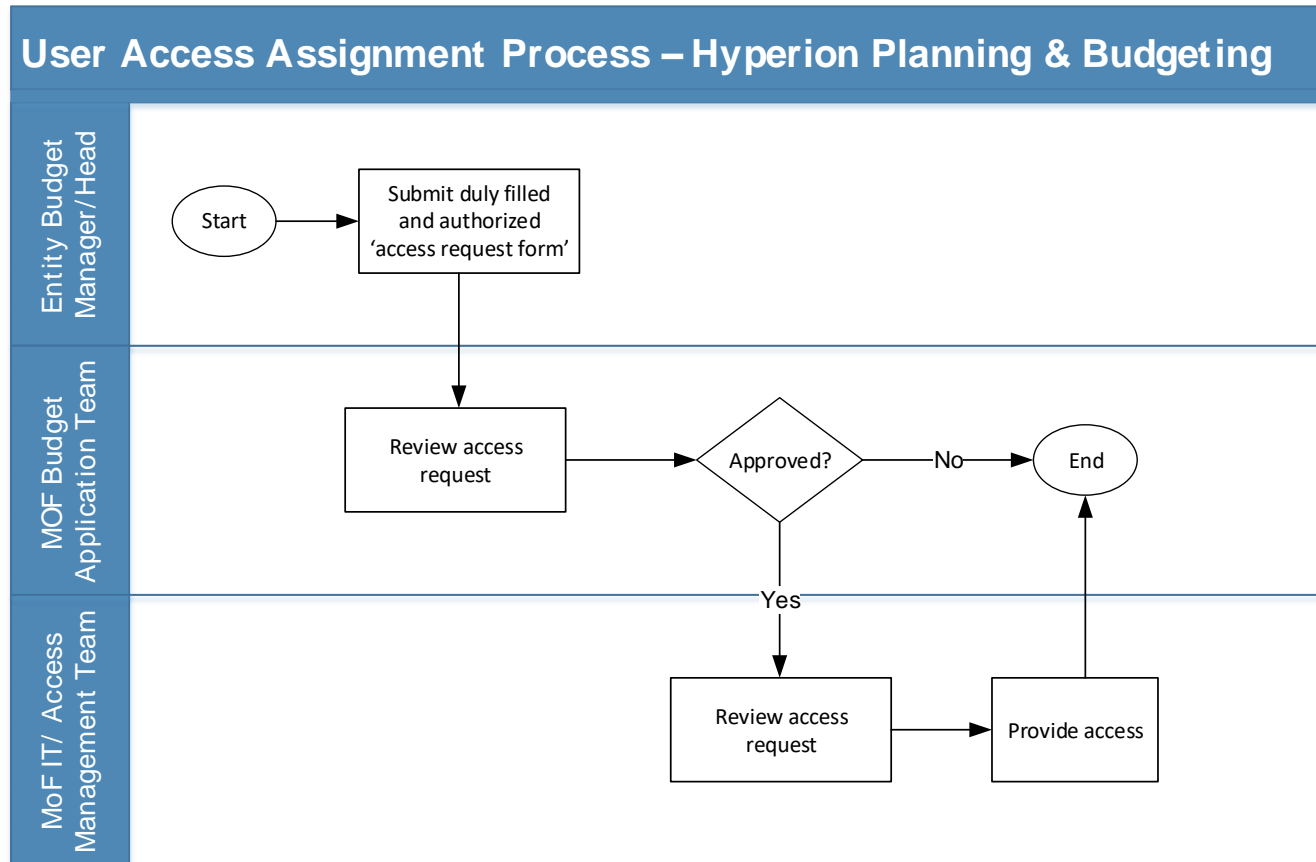 User Access Assignment Process – Hyperion Planning & Budgeting
Entity Budget
Manager/Head
Start
Submit duly filled
and authorized
‘access request form’
MOF Budget
Application Team
Review access
request
Approved?
No
End
Yes
MoF IT/ Access
Management Team
Review access
request
Provide access